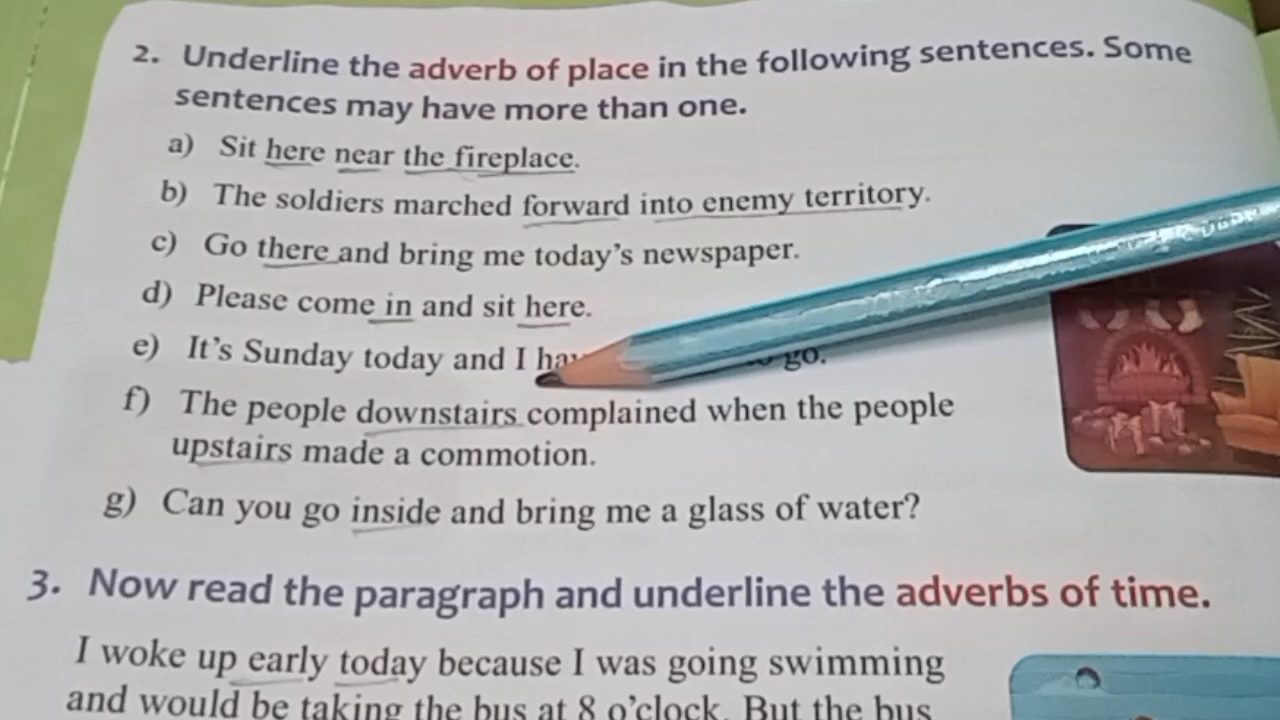 2. Underline the adverb of place in the following sentences. Some
sentences may have more than one.
a) Sit here near the fireplace.
b) The soldiers marched forward into enemy territory.
c) Go there and bring me today's newspaper.
d) Please come in and sit here.
e) It's Sunday today and I go.
f) The people downstairs complained when the people
upstairs made a commotion.
g) Can you go inside and bring me a glass of water?
3. Now read the paragraph and underline the adverbs of time.
I woke up early today because I was going swimming
and would be taking the bus at 8 o'clock. But the bus